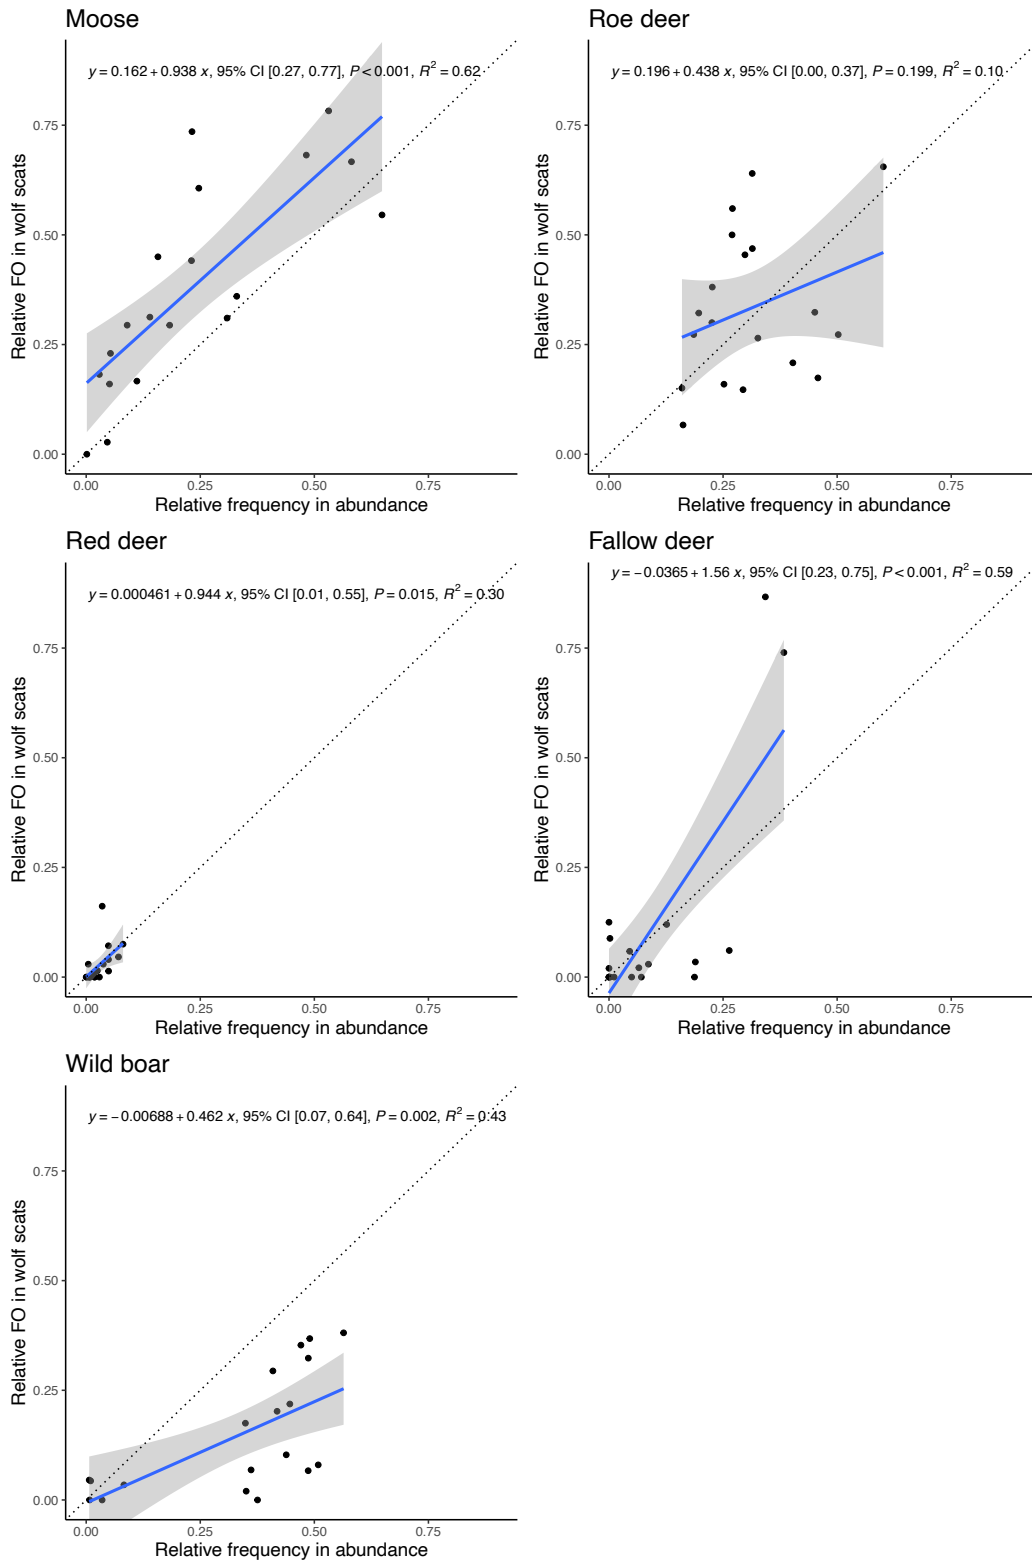 Moose
y = 0.162 + 0.938 x, 95% CI [0.27, 0.77], P < 0.001, R² = 0.62
0.75
0.50
0.25
0.00
Relative FO in wolf scats
0.00 0.25 0.50 0.75
Relative frequency in abundance
Roe deer
y = 0.196 + 0.438 x, 95% CI [0.00, 0.37], P = 0.199, R² = 0.10
0.75
0.50
0.25
0.00
Relative FO in wolf scats
0.00 0.25 0.50 0.75
Relative frequency in abundance
Red deer
y = 0.000461 + 0.944 x, 95% CI [0.01, 0.55], P = 0.015, R² = 0.30
0.75
0.50
0.25
0.00
Relative FO in wolf scats
0.00 0.25 0.50 0.75
Relative frequency in abundance
Fallow deer
y = −0.0365 + 1.56 x, 95% CI [0.23, 0.75], P < 0.001, R² = 0.59
0.75
0.50
0.25
0.00
Relative FO in wolf scats
0.00 0.25 0.50 0.75
Relative frequency in abundance
Wild boar
y = −0.00688 + 0.462 x, 95% CI [0.07, 0.64], P = 0.002, R² = 0.43
0.75
0.50
0.25
0.00
Relative FO in wolf scats
0.00 0.25 0.50 0.75
Relative frequency in abundance